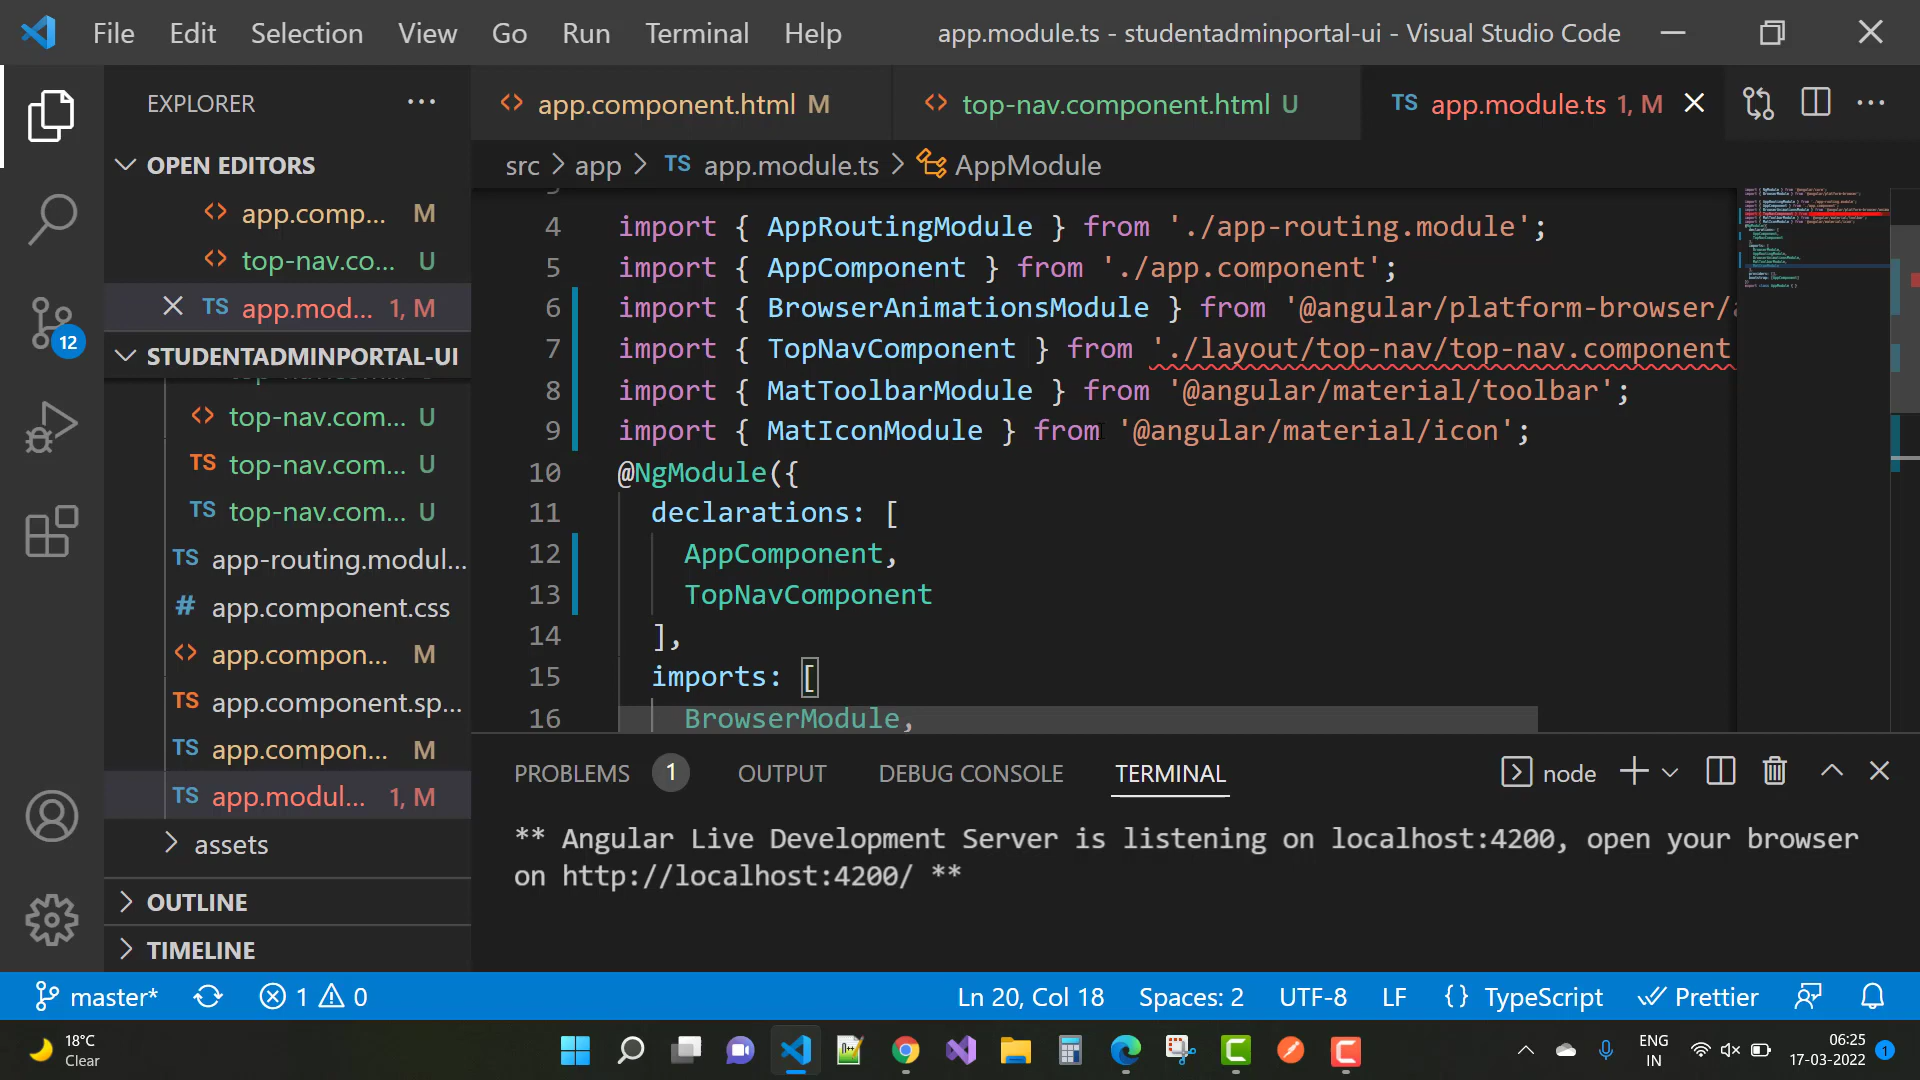 File Edit Selection View Go Run Terminal Help app.module.ts - studentadminportal-ui - Visual Studio Code
EXPLORER ...
OPEN EDITORS
app.comp... M
top-nav.co... U
TS app.mod... 1, M
STUDENTADMINPORTAL-UI
top-nav.com... U
TS top-nav.com... U
TS top-nav.com... U
TS app-routing.modul...
# app.component.css
app.compon... M
TS app.component.sp...
TS app.compon... M
TS app.modul... 1, M
assets
OUTLINE
TIMELINE
app.component.html M top-nav.component.html U TS app.module.ts 1, M
src > app > TS app.module.ts > AppModule
4 import { AppRoutingModule } from './app-routing.module';
5 import { AppComponent } from './app.component';
6 import { BrowserAnimationsModule } from '@angular/platform-browser/
7 import { TopNavComponent } from './layout/top-nav/top-nav.component
8 import { MatToolbarModule } from '@angular/material/toolbar';
9 import { MatIconModule } from '@angular/material/icon';
10 @NgModule({
11 declarations: [
12 AppComponent,
13 TopNavComponent
14 ],
15 imports: [
16 BrowserModule,
PROBLEMS 1 OUTPUT DEBUG CONSOLE TERMINAL node
** Angular Live Development Server is listening on localhost:4200, open your browser
on http://localhost:4200/ **
12
master* 1 0 Ln 20, Col 18 Spaces: 2 UTF-8 LF {} TypeScript Prettier
18°C
Clear
ENG
IN
06:25
17-03-2022
1